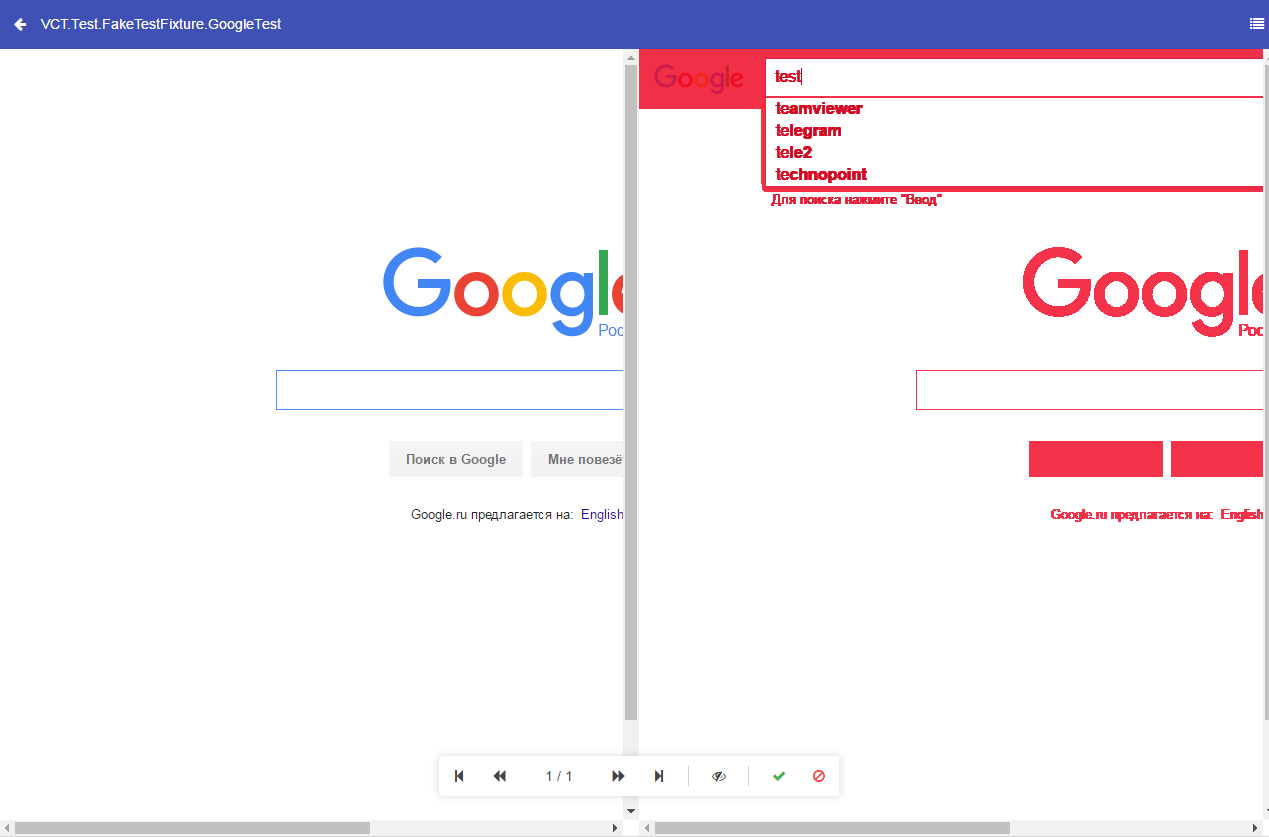 VCT.Test.FakeTestFixture.GoogleTest
Google
Рос
Поиск в Google
Мне повезё
Google.ru предлагается на: English
Google
test
teamviewer
telegram
tele2
technopoint
Для поиска нажмите "Ввод"
Google
Рос
Google.ru предлагается на: English
1 / 1